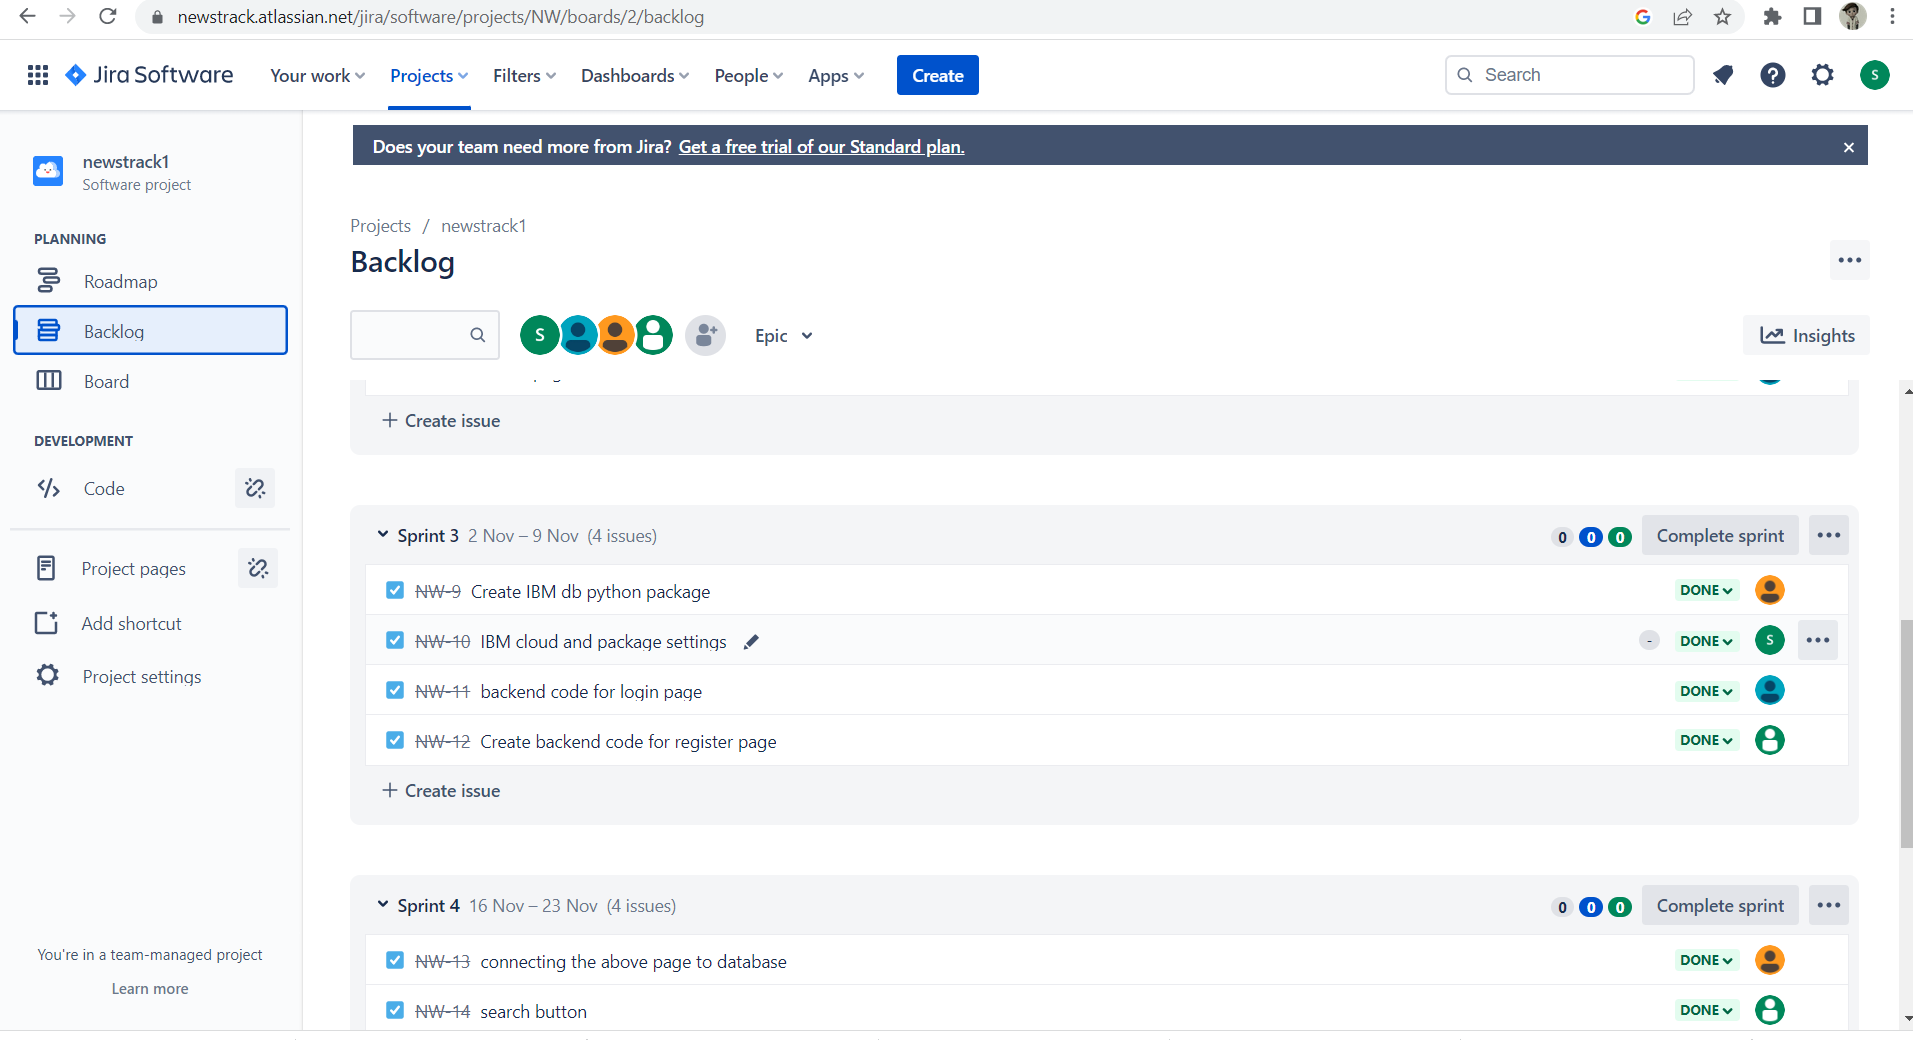 newstrack.atlassian.net/jira/software/projects/NW/boards/2/backlog
Jira Software Your work Projects Filters Dashboards People Apps Create Search S
Does your team need more from Jira? Get a free trial of our Standard plan.
newstrack1
Software project
PLANNING
Roadmap
Backlog
Board
DEVELOPMENT
Code
Project pages
Add shortcut
Project settings
You're in a team-managed project
Learn more
Projects / newstrack1
Backlog
S Epic Insights
+ Create issue
Sprint 3 2 Nov – 9 Nov (4 issues) 0 0 0 Complete sprint
NW-9 Create IBM db python package DONE
NW-10 IBM cloud and package settings - DONE S
NW-11 backend code for login page DONE
NW-12 Create backend code for register page DONE
+ Create issue
Sprint 4 16 Nov – 23 Nov (4 issues) 0 0 0 Complete sprint
NW-13 connecting the above page to database DONE
NW-14 search button DONE